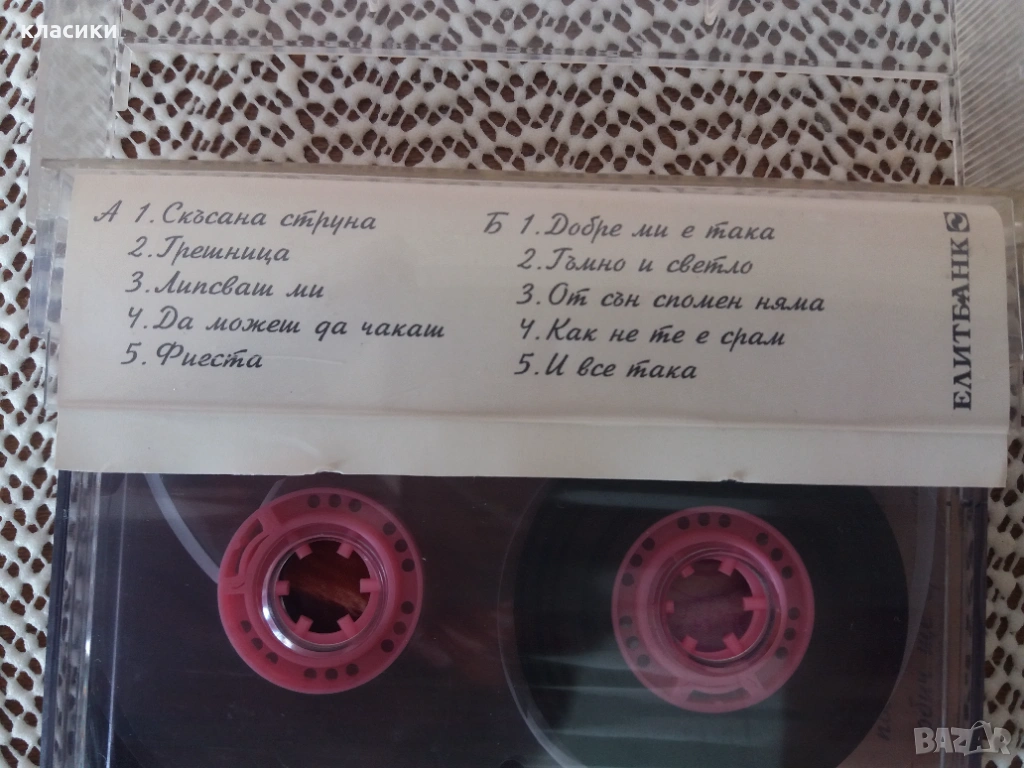 класики
А 1. Скъсана струна
2. Грешница
3. Липсваш ми
4. Да можеш да чакаш
5. Фиеста
Б 1. Добре ми е така
2. Тъмно и светло
3. От сън спомен няма
4. Как не те е срам
5. И все така
ЕЛИТБАНК
BAZAR